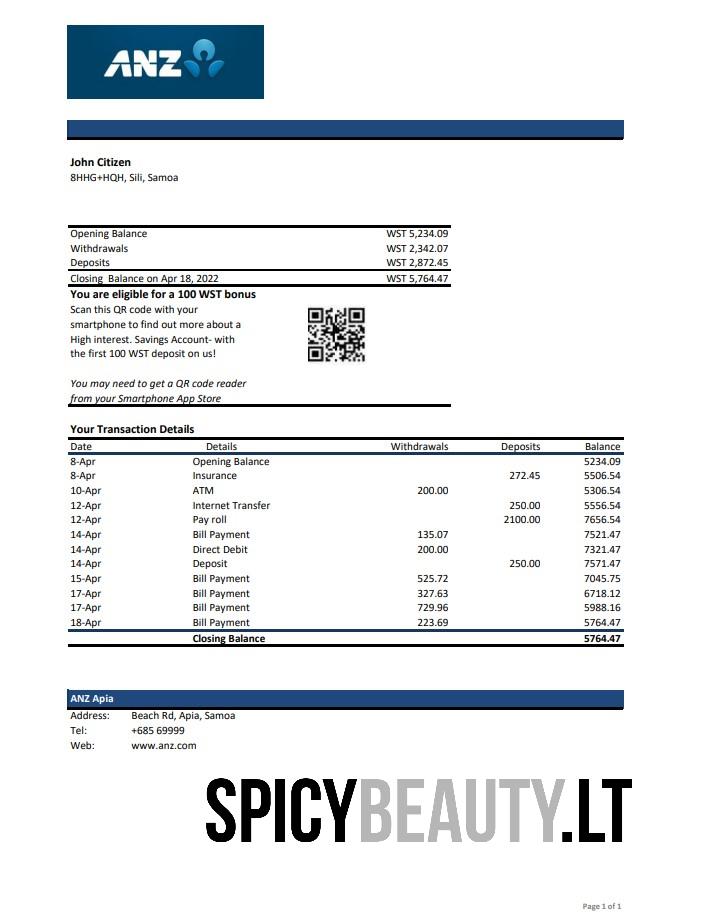 ANZ
John Citizen
8HHG+HQH, Sili, Samoa
Opening Balance WST 5,234.09
Withdrawals WST 2,342.07
Deposits WST 2,872.45
Closing Balance on Apr 18, 2022 WST 5,764.47
You are eligible for a 100 WST bonus
Scan this QR code with your
smartphone to find out more about a
High interest. Savings Account- with
the first 100 WST deposit on us!
You may need to get a QR code reader
from your Smartphone App Store
Your Transaction Details
Date Details Withdrawals Deposits Balance
8-Apr Opening Balance 5234.09
8-Apr Insurance 272.45 5506.54
10-Apr ATM 200.00 5306.54
12-Apr Internet Transfer 250.00 5556.54
12-Apr Pay roll 2100.00 7656.54
14-Apr Bill Payment 135.07 7521.47
14-Apr Direct Debit 200.00 7321.47
14-Apr Deposit 250.00 7571.47
15-Apr Bill Payment 525.72 7045.75
17-Apr Bill Payment 327.63 6718.12
17-Apr Bill Payment 729.96 5988.16
18-Apr Bill Payment 223.69 5764.47
Closing Balance 5764.47
ANZ Apia
Address: Beach Rd, Apia, Samoa
Tel: +685 69999
Web: www.anz.com
SPICYBEAUTY.LT
Page 1 of 1